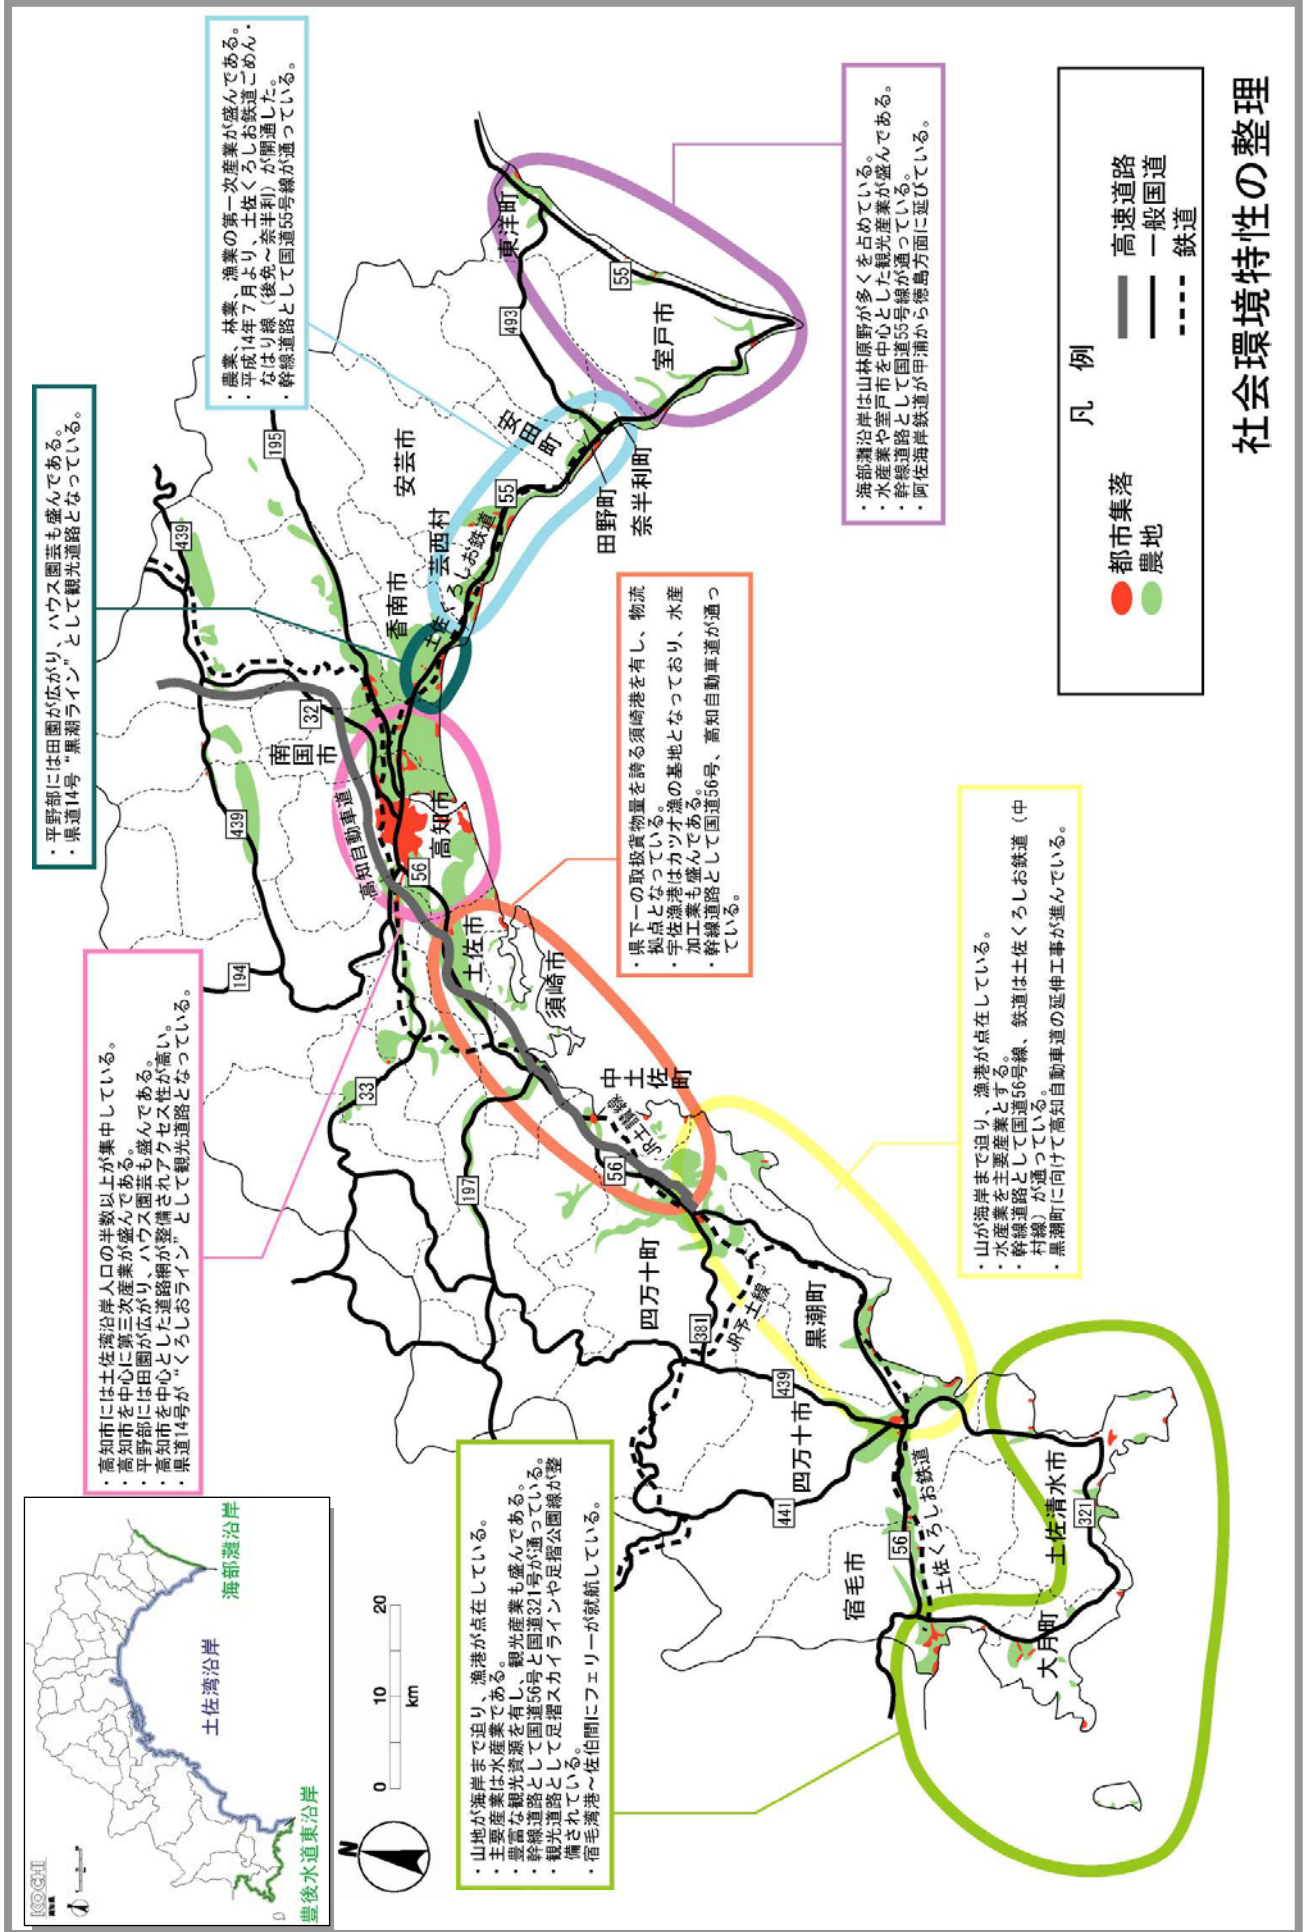 社会環境特性の整理
・高知市には土佐湾沿岸人口の半数以上が集中している。
・高知市を中心に第三次産業が盛んである。
・平野部には田園が広がり、ハウス園芸も盛んである。
・高知市を中心とした道路網が整備されアクセス性が高い。
・県道14号が“くろしおライン”として観光道路となっている。
・平野部には田園が広がり、ハウス園芸も盛んである。
・県道14号“黒潮ライン”として観光道路となっている。
・農業、林業、漁業の第一次産業が盛んである。
・平成14年7月より、土佐くろしお鉄道ごめん・
なはり線（後免～奈半利）が開通した。
・幹線道路として国道55号線が通っている。
・海部灘沿岸は山林原野が多くを占めている。
・水産業や室戸市を中心とした観光産業が盛んである。
・幹線道路として国道55号線が通っている。
・阿佐海岸鉄道が甲浦から徳島方面に延びている。
・県下一の取扱貨物量を誇る須崎港を有し、物流
拠点となっている。
・宇佐漁港はカツオ漁の基地となっており、水産
加工業も盛んである。
・幹線道路として国道56号、高知自動車道が通っ
ている。
・山が海岸まで迫り、漁港が点在している。
・水産業を主要産業とする。
・幹線道路として国道56号線、鉄道は土佐くろしお鉄道（中
村線）が通っている。
・黒潮町に向けて高知自動車道の延伸工事が進んでいる。
・山地が海岸まで迫り、漁港が点在している。
・主要産業は水産業である。
・豊富な観光資源を有し、観光産業も盛んである。
・幹線道路として国道56号と国道321号が通っている。
・観光道路として足摺スカイラインや足摺公園線が整
備されている。
・宿毛湾港～佐伯間にフェリーが就航している。
KOCHI
海部灘沿岸
土佐湾沿岸
豊後水道東沿岸
N
0 10 20
km
194
439
439
32
195
33
197
56
493
55
55
56
381
439
441
56
321
南国市
高知自動車道
高知市
香南市
芸西村
安芸市
安田町
田野町
奈半利町
室戸市
東洋町
土佐くろしお鉄道
土佐市
須崎市
中土佐町
JR土讃線
四万十町
JR予土線
黒潮町
四万十市
宿毛市
土佐くろしお鉄道
大月町
土佐清水市
凡 例
都市集落
農地
高速道路
一般国道
鉄道